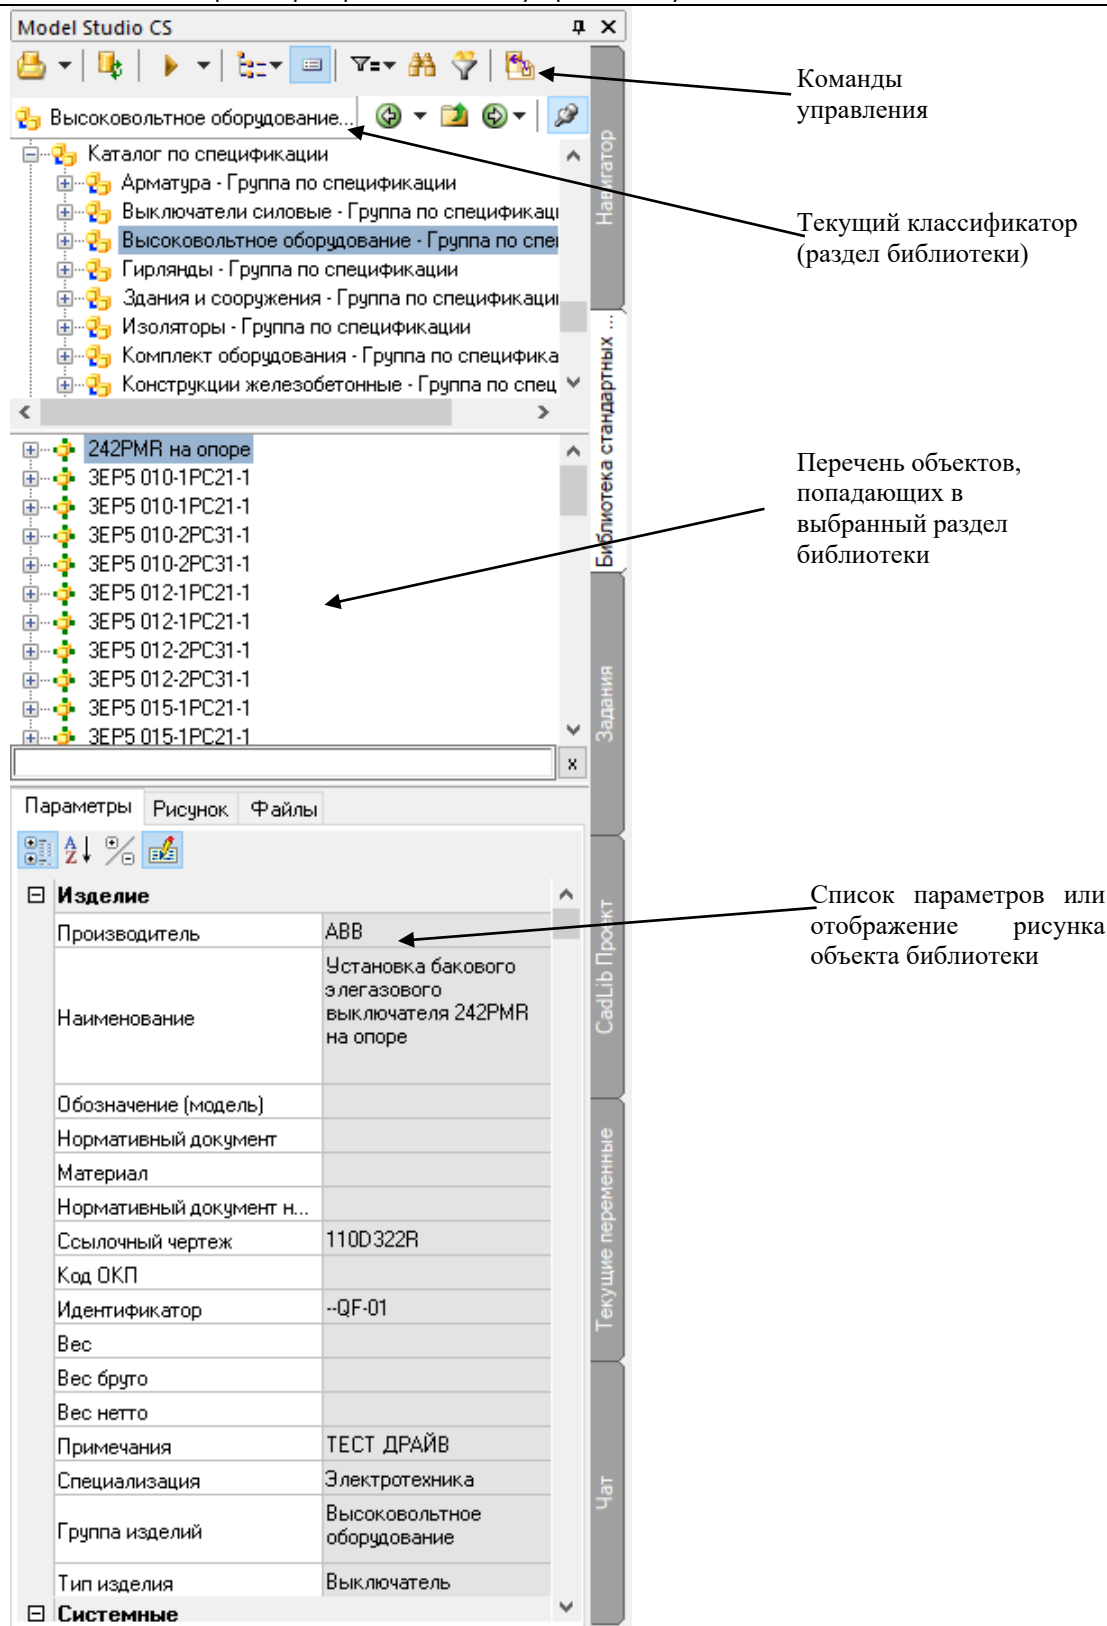 Model Studio CS
Команды
управления
Высоковольтное оборудование...
Каталог по спецификации
Арматура - Группа по спецификации
Выключатели силовые - Группа по спецификаци
Высоковольтное оборудование - Группа по спец
Гирлянды - Группа по спецификации
Здания и сооружения - Группа по спецификации
Изоляторы - Группа по спецификации
Комплект оборудования - Группа по специфика
Конструкции железобетонные - Группа по спец
Текущий классификатор
(раздел библиотеки)
242PMR на опоре
3EP5 010-1PC21-1
3EP5 010-1PC21-1
3EP5 010-2PC31-1
3EP5 010-2PC31-1
3EP5 012-1PC21-1
3EP5 012-1PC21-1
3EP5 012-2PC31-1
3EP5 012-2PC31-1
3EP5 015-1PC21-1
3EP5 015-1PC21-1
Перечень объектов,
попадающих в
выбранный раздел
библиотеки
x
Параметры Рисунок Файлы
Изделие
Производитель ABB
Наименование
Установка бакового
элегазового
выключателя 242PMR
на опоре
Обозначение (модель)
Нормативный документ
Материал
Нормативный документ н...
Ссылочный чертеж 110D322R
Код ОКП
Идентификатор --QF-01
Вес
Вес бруто
Вес нетто
Примечания ТЕСТ ДРАЙВ
Специализация Электротехника
Группа изделий
Высоковольтное
оборудование
Тип изделия Выключатель
Системные
Список параметров или
отображение рисунка
объекта библиотеки
Навигатор
Библиотека стандартных ...
Задания
CadLib Проект
Текущие переменные
Чат